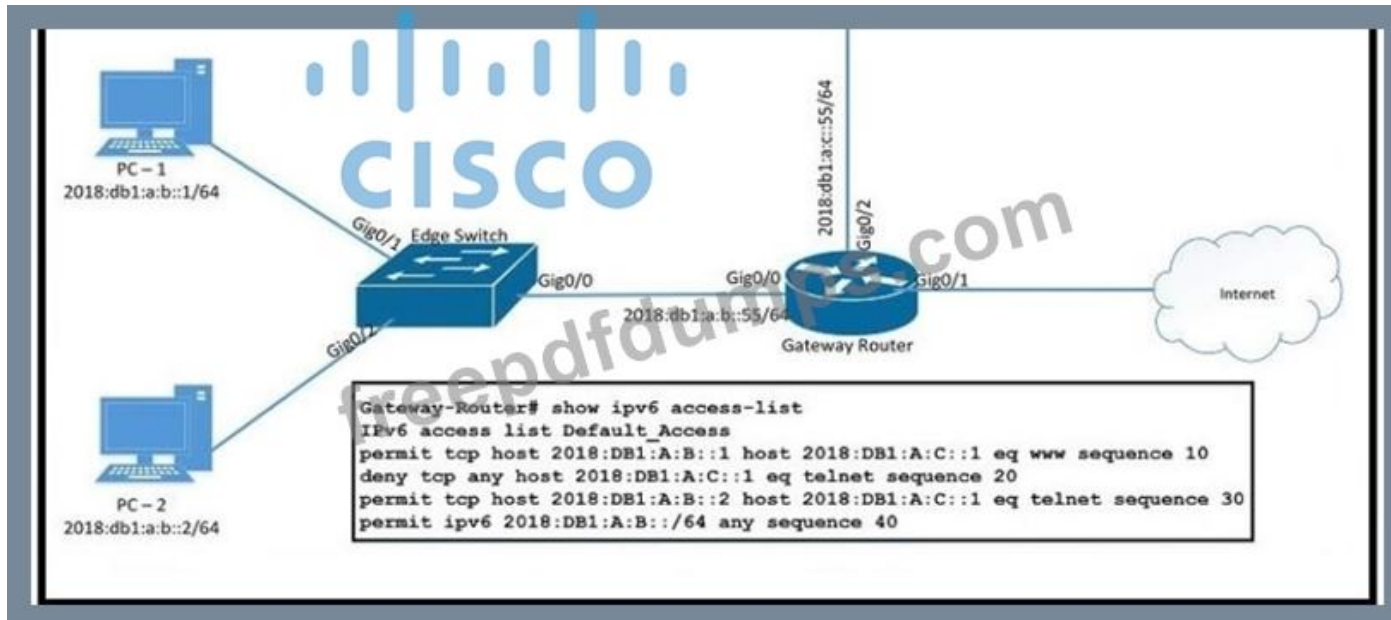 CISCO
PC – 1
2018:db1:a:b::1/64
Gig0/1
Edge Switch
Gig0/0
Gig0/2
PC – 2
2018:db1:a:b::2/64
2018:db1:a:c::55/64
Gig0/2
Gig0/0
Gig0/1
2018:db1:a:b::55/64
Gateway Router
Internet
freepdfdumps.com
Gateway-Router# show ipv6 access-list
IPv6 access list Default_Access
permit tcp host 2018:DB1:A:B::1 host 2018:DB1:A:C::1 eq www sequence 10
deny tcp any host 2018:DB1:A:C::1 eq telnet sequence 20
permit tcp host 2018:DB1:A:B::2 host 2018:DB1:A:C::1 eq telnet sequence 30
permit ipv6 2018:DB1:A:B::/64 any sequence 40